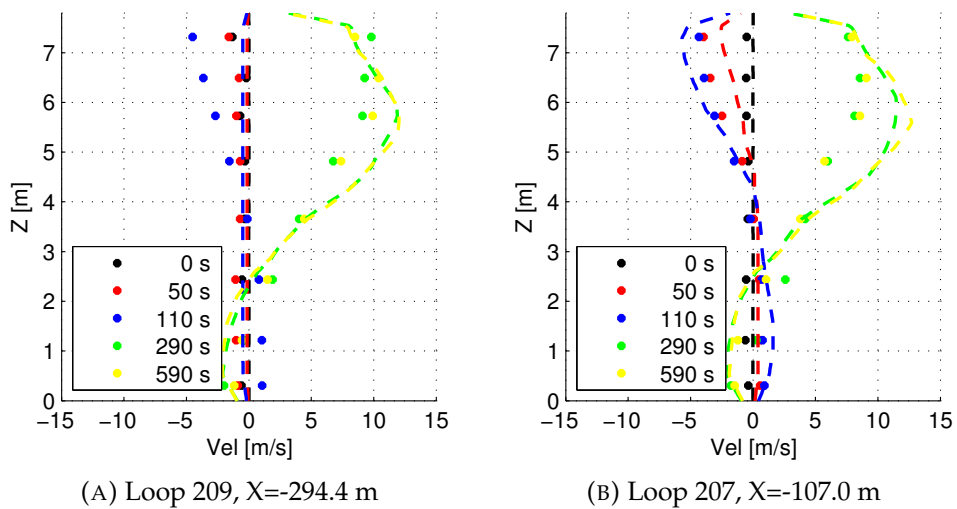 7
6
5
4
3
2
1
0
Z [m]
0 s
50 s
110 s
290 s
590 s
−15 −10 −5 0 5 10 15
Vel [m/s]
(A) Loop 209, X=-294.4 m
7
6
5
4
3
2
1
0
Z [m]
0 s
50 s
110 s
290 s
590 s
−15 −10 −5 0 5 10 15
Vel [m/s]
(B) Loop 207, X=-107.0 m